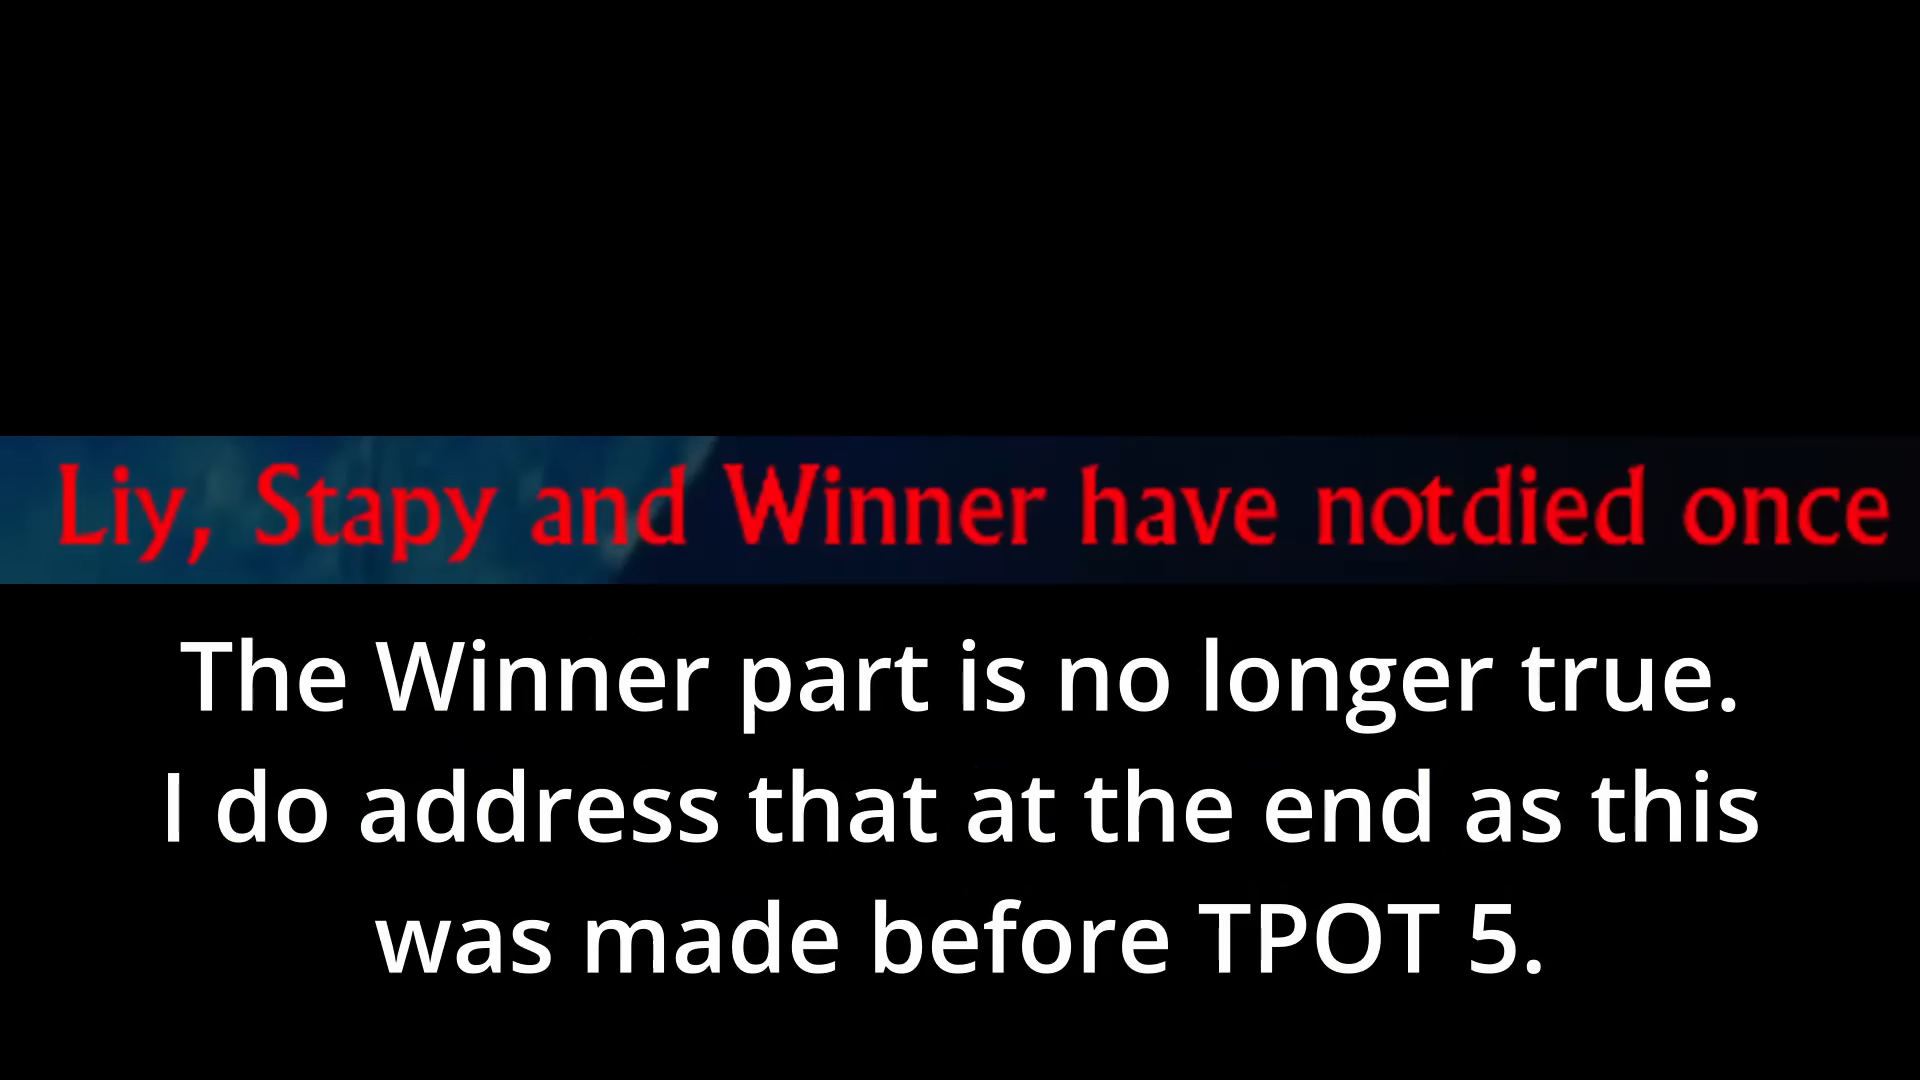 Liy, Stapy and Winner have notdied once
The Winner part is no longer true.
I do address that at the end as this
was made before TPOT 5.